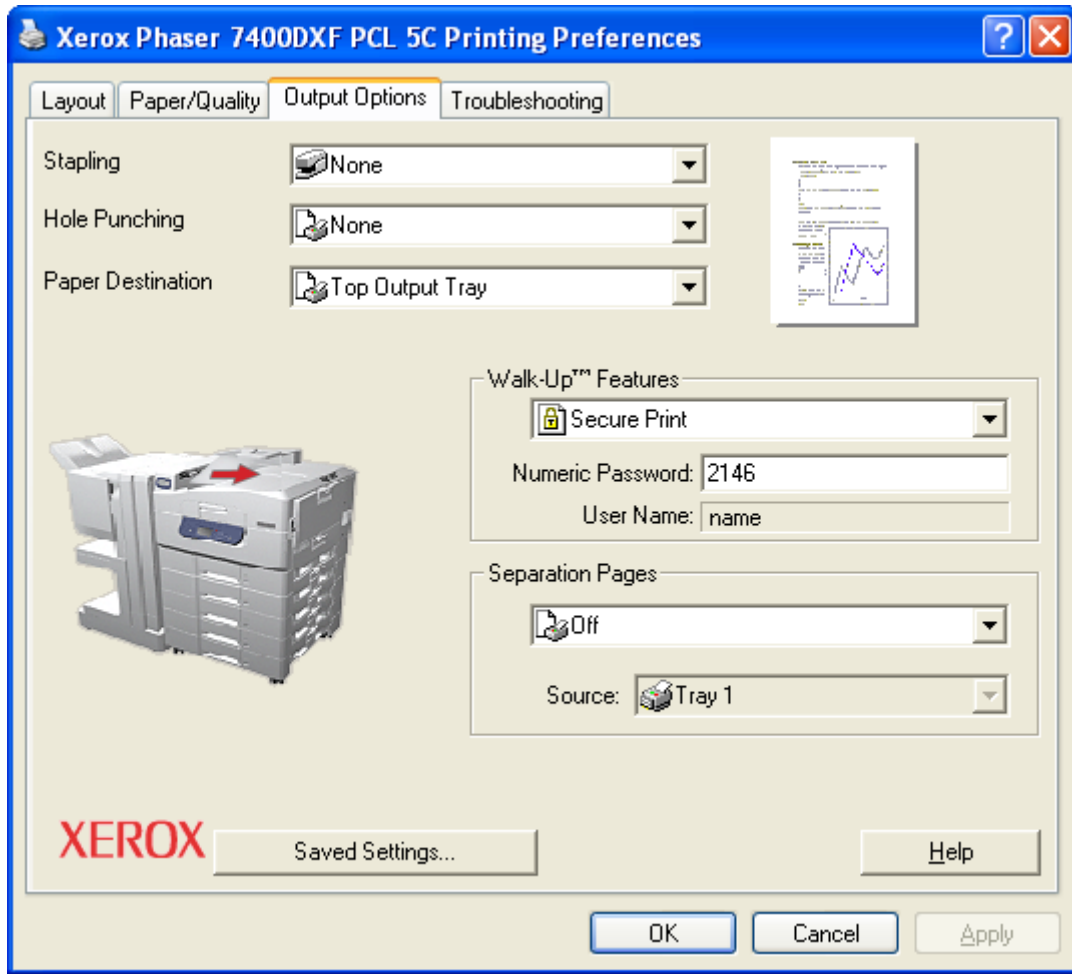 Xerox Phaser 7400DXF PCL 5C Printing Preferences
Layout Paper/Quality Output Options Troubleshooting
Stapling None
Hole Punching None
Paper Destination Top Output Tray
Walk-Up™ Features
Secure Print
Numeric Password: 2146
User Name: name
Separation Pages
Off
Source: Tray 1
XEROX Saved Settings... Help
OK Cancel Apply